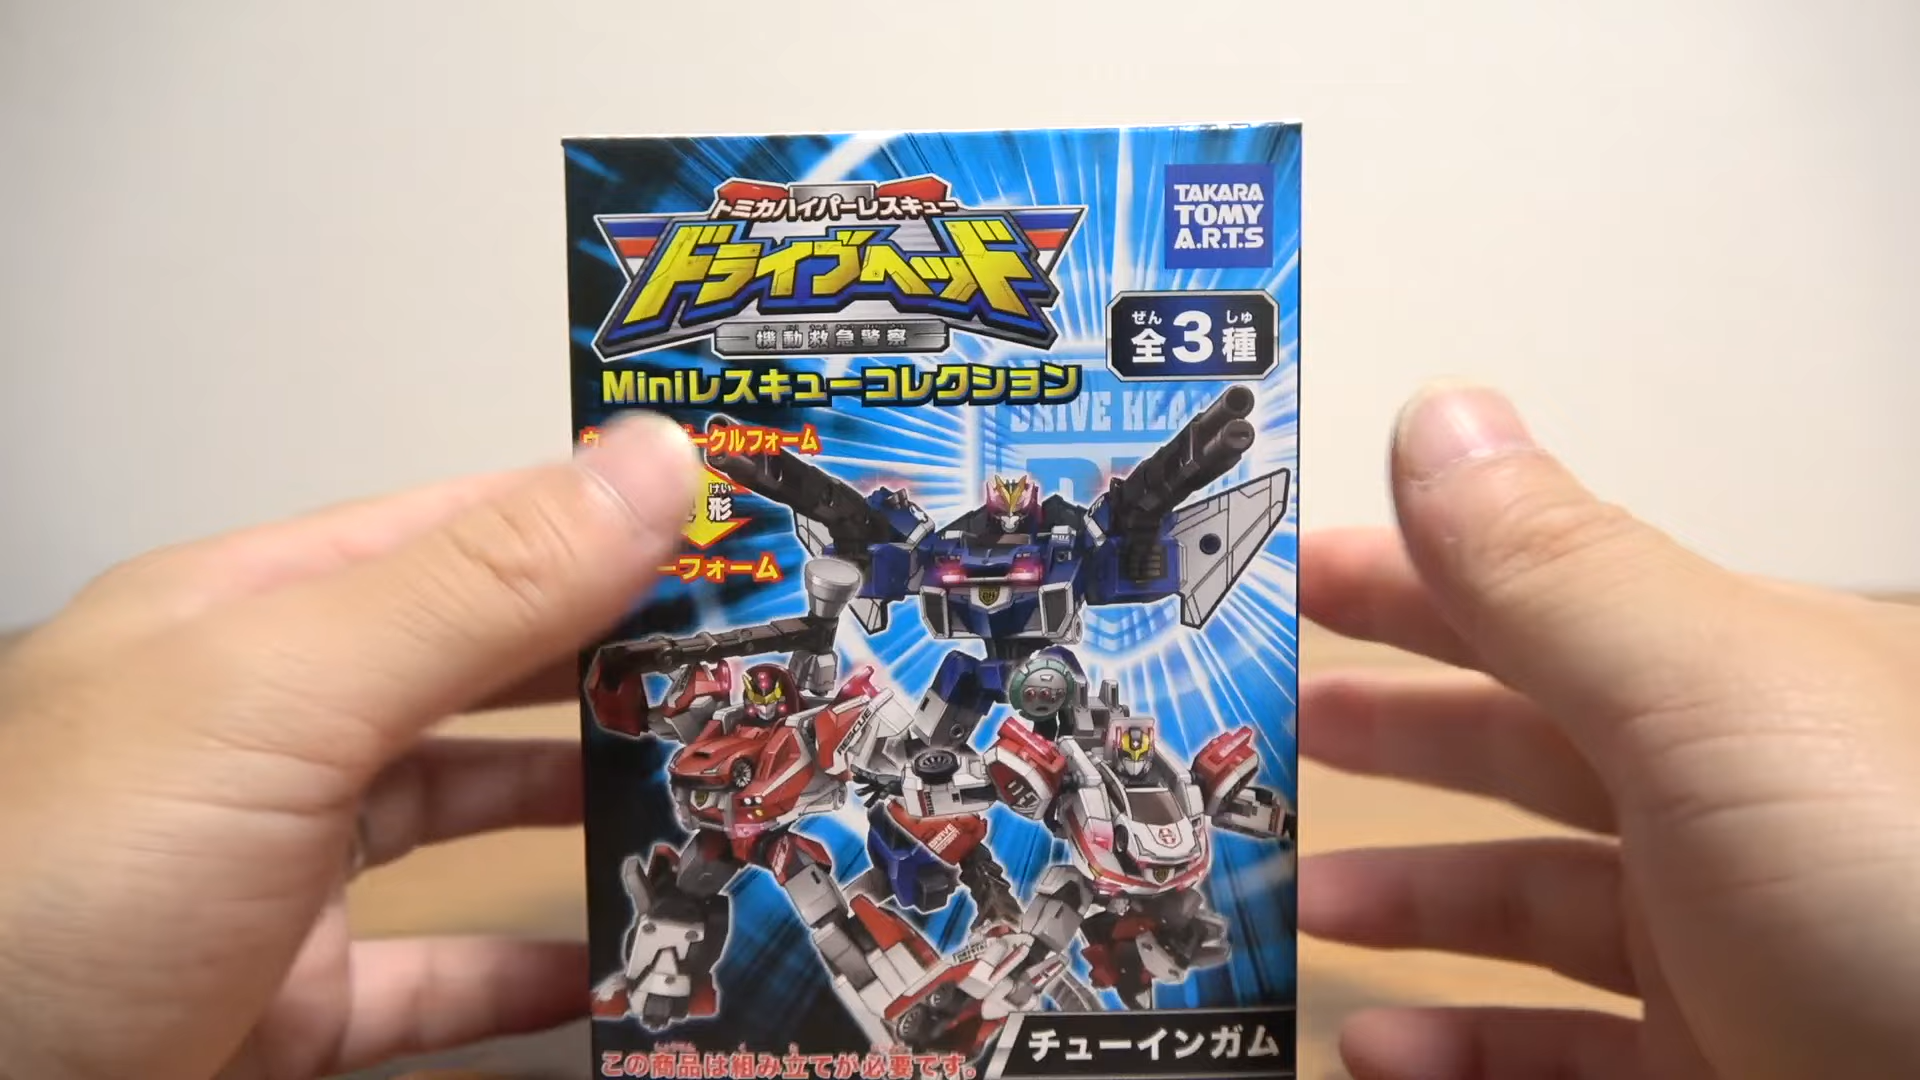 トミカハイパーレスキュー
ドライブヘッド
機動救急警察
Miniレスキューコレクション
TAKARA
TOMY
A.R.T.S
ぜん しゅ
全3種
DRIVE HEA
ークルフォーム
けい
形
ーフォーム
RESCUE
チューインガム
この商品は組み立てが必要です。